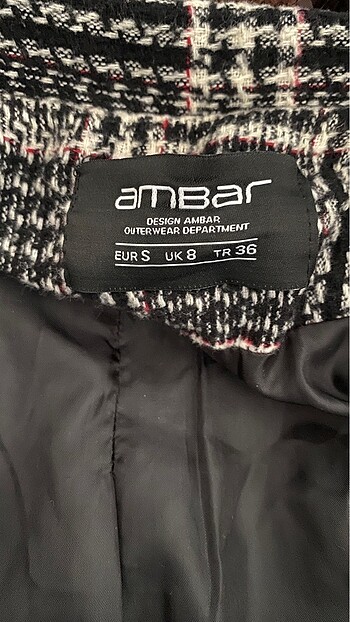 amBar
DESIGN AMBAR
OUTERWEAR DEPARTMENT
EUR S UK 8 TR 36